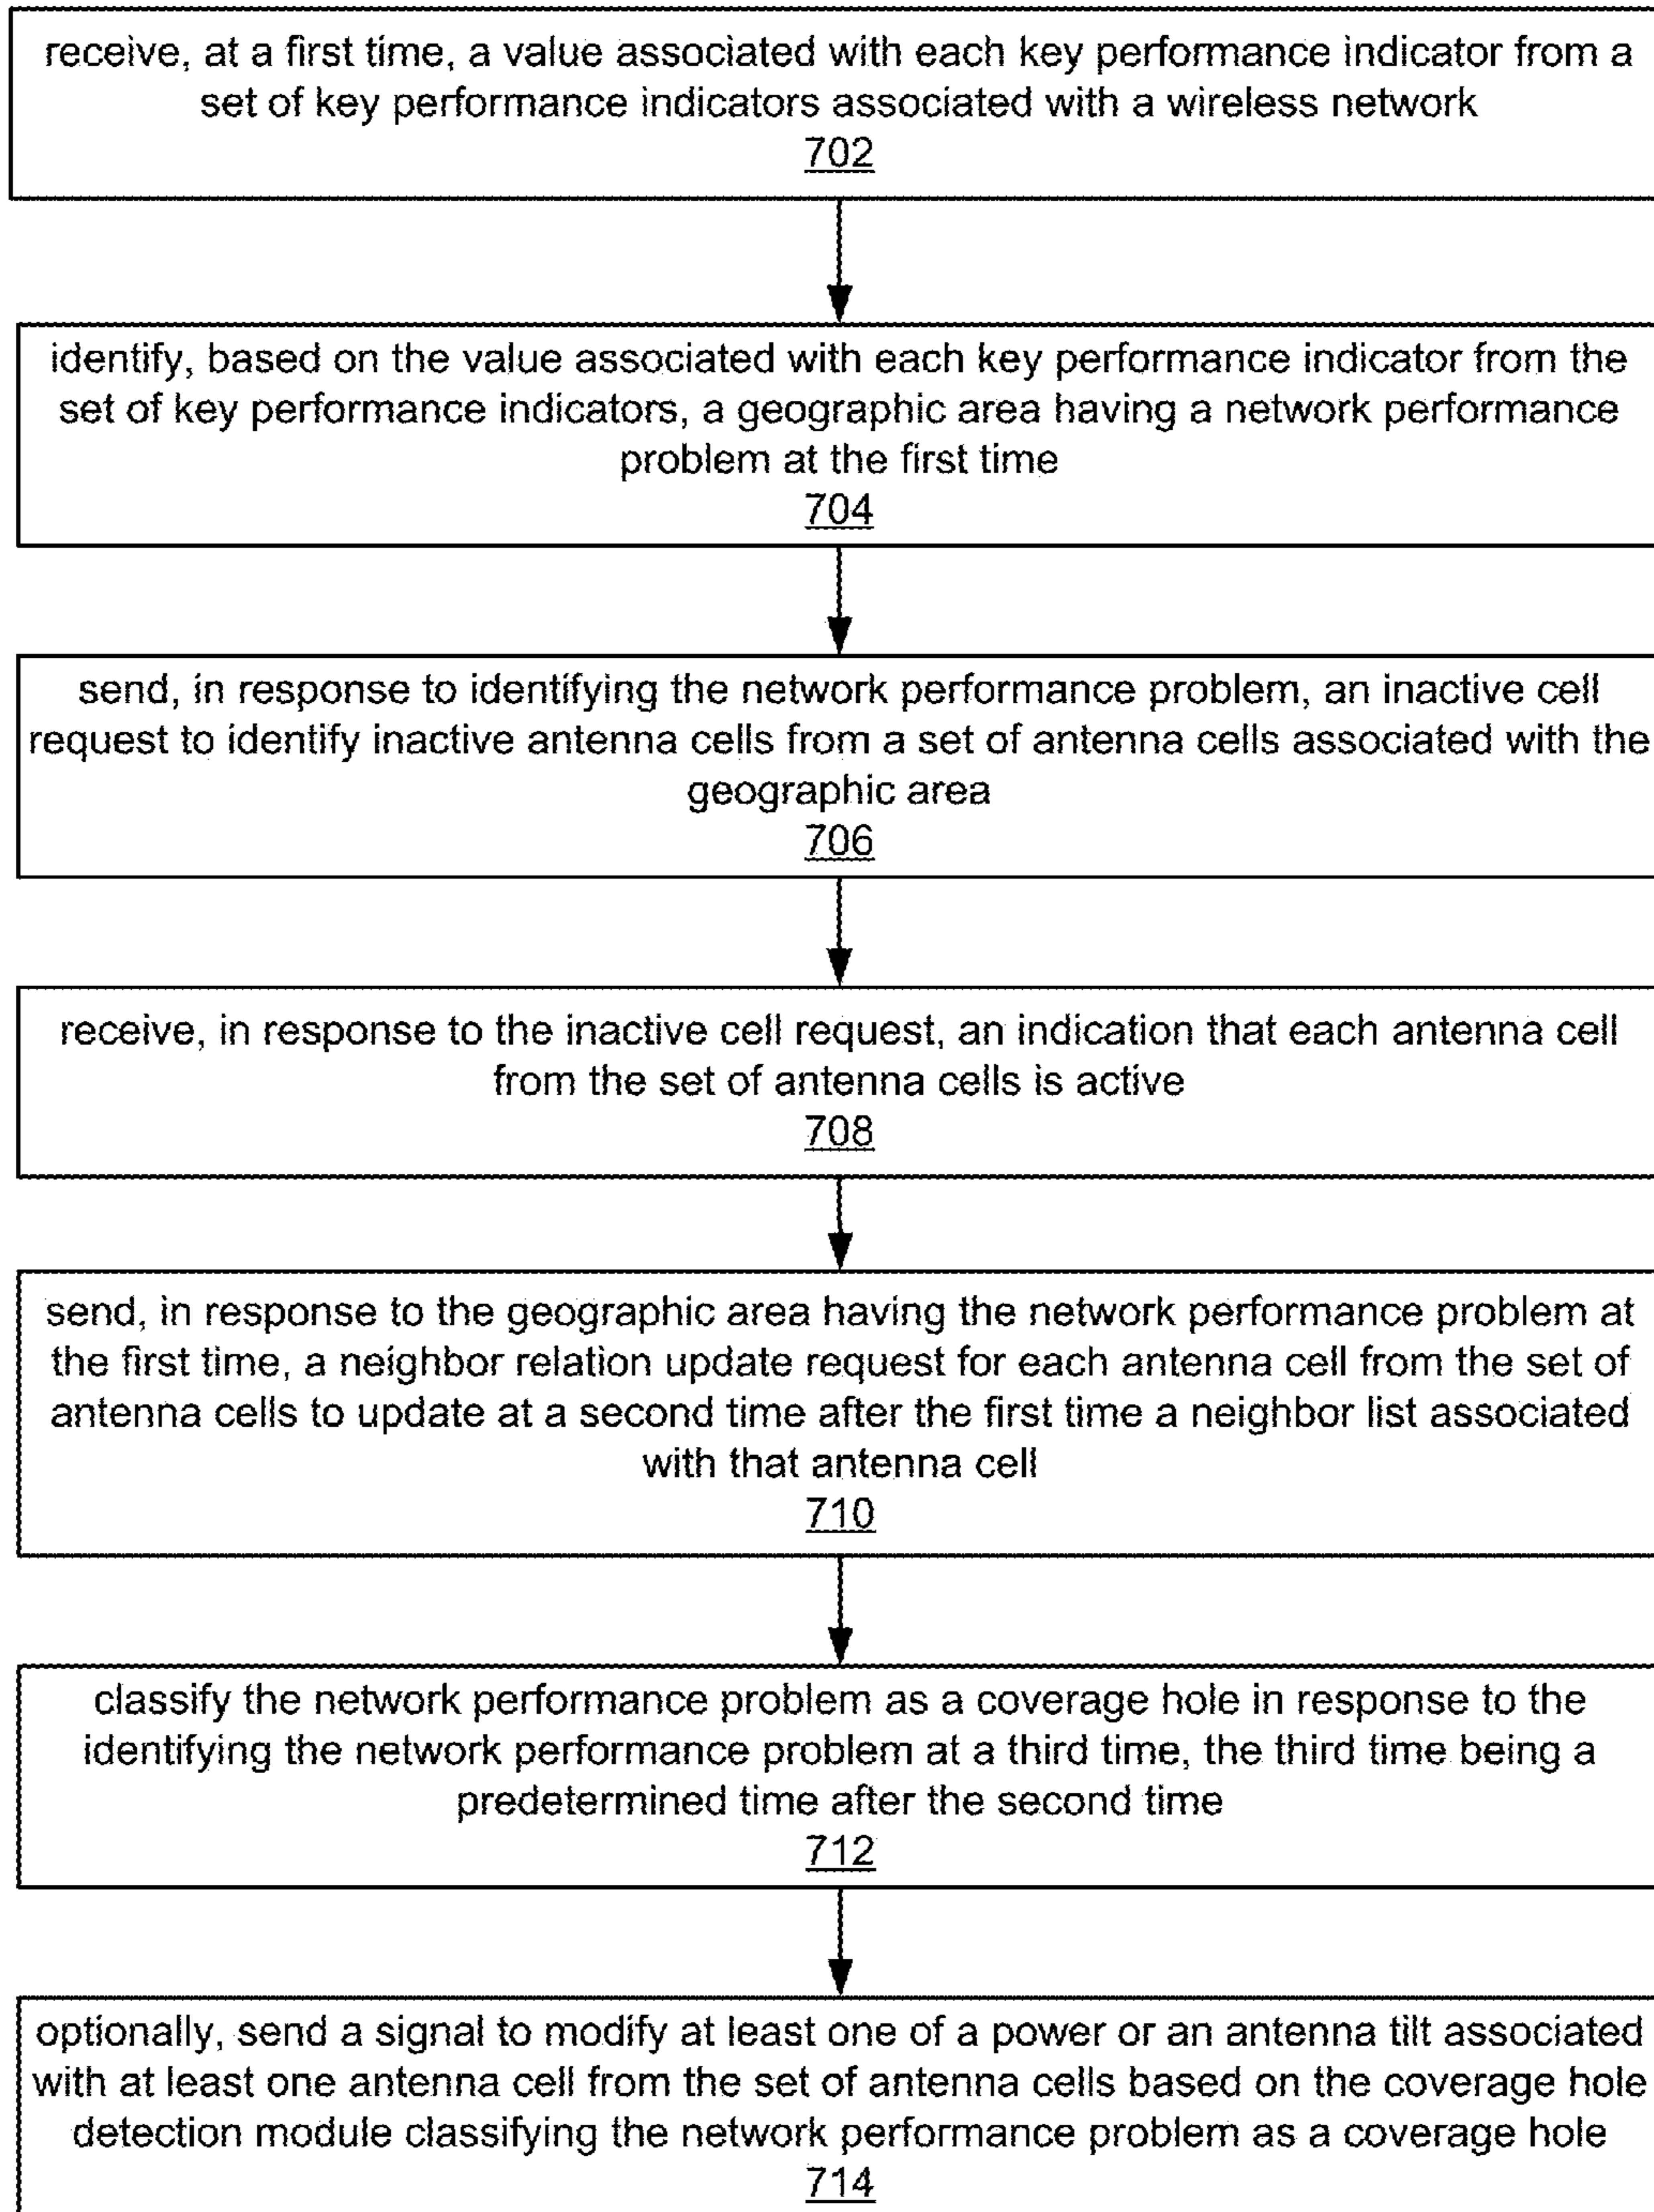 receive, at a first time, a value associated with each key performance indicator from a
set of key performance indicators associated with a wireless network
702
identify, based on the value associated with each key performance indicator from the
set of key performance indicators, a geographic area having a network performance
problem at the first time
704
send, in response to identifying the network performance problem, an inactive cell
request to identify inactive antenna cells from a set of antenna cells associated with the
geographic area
706
receive, in response to the inactive cell request, an indication that each antenna cell
from the set of antenna cells is active
708
send, in response to the geographic area having the network performance problem at
the first time, a neighbor relation update request for each antenna cell from the set of
antenna cells to update at a second time after the first time a neighbor list associated
with that antenna cell
710
classify the network performance problem as a coverage hole in response to the
identifying the network performance problem at a third time, the third time being a
predetermined time after the second time
712
optionally, send a signal to modify at least one of a power or an antenna tilt associated
with at least one antenna cell from the set of antenna cells based on the coverage hole
detection module classifying the network performance problem as a coverage hole
714